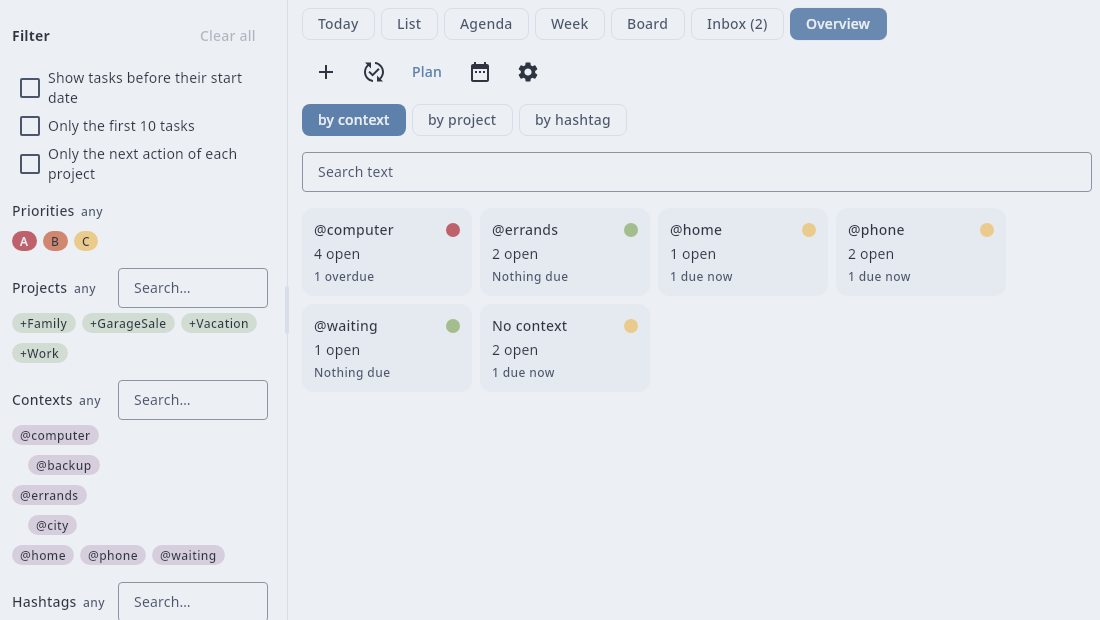 Filter
Clear all
Show tasks before their start
date
Only the first 10 tasks
Only the next action of each
project
Priorities any
A B C
Projects any
Search...
+Family +GarageSale +Vacation
+Work
Contexts any
Search...
@computer
@backup
@errands
@city
@home @phone @waiting
Hashtags any
Search...
Today List Agenda Week Board Inbox (2) Overview
Plan
by context by project by hashtag
Search text
@computer
4 open
1 overdue
@errands
2 open
Nothing due
@home
1 open
1 due now
@phone
2 open
1 due now
@waiting
1 open
Nothing due
No context
2 open
1 due now